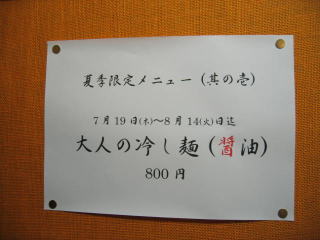 夏季限定メニュー(其の壱)
7月19日(木)〜8月14(火)日迄
大人の冷し麺(醤油)
800円